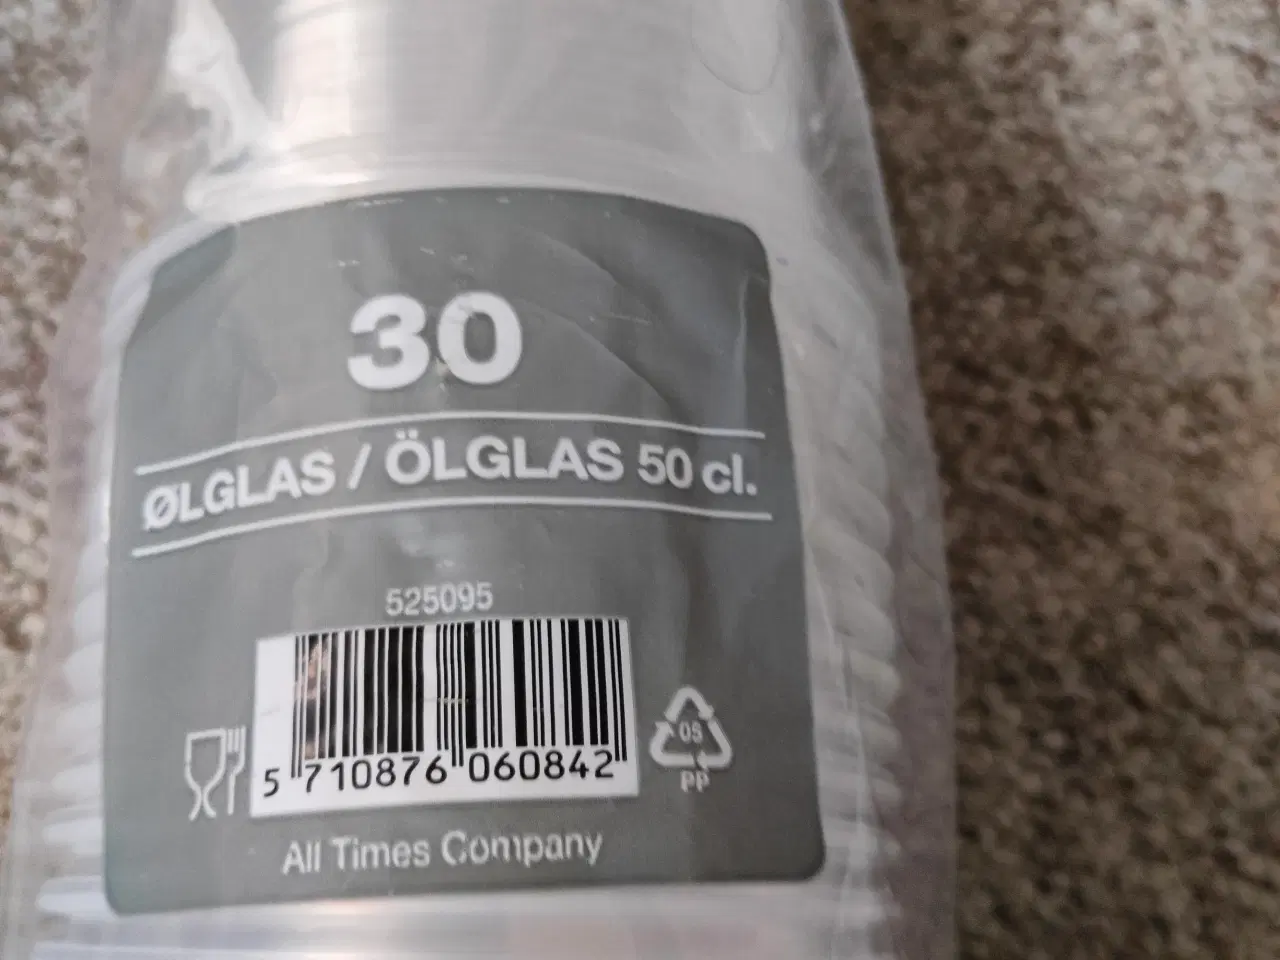 30
ØLGLAS / ÖLGLAS 50 cl.
525095
5 710876 060842
05
PP
All Times Company